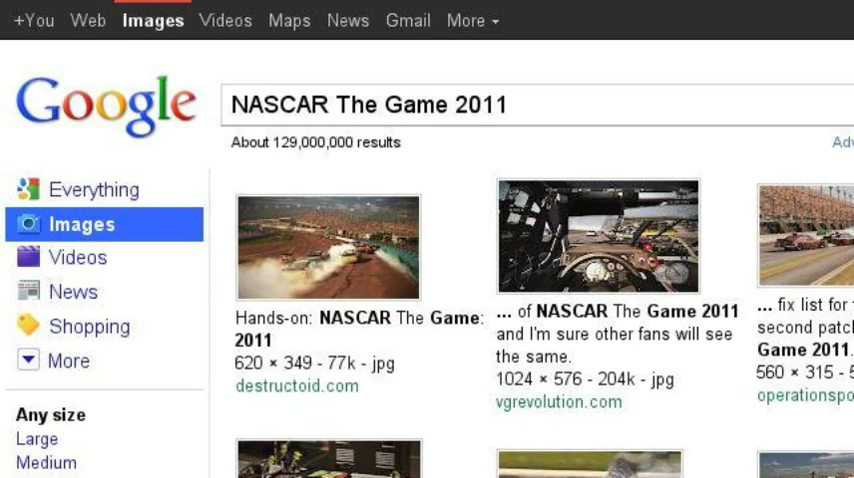 +You Web Images Videos Maps News Gmail More
Google
NASCAR The Game 2011
About 129,000,000 results
Adv
Everything
Images
Videos
News
Shopping
More
Any size
Large
Medium
Hands-on: NASCAR The Game:
2011
620 × 349 - 77k - jpg
destructoid.com
... of NASCAR The Game 2011
and I'm sure other fans will see
the same.
1024 × 576 - 204k - jpg
vgrevolution.com
... fix list for
second patch
Game 2011.
560 × 315 - 5
operationspo